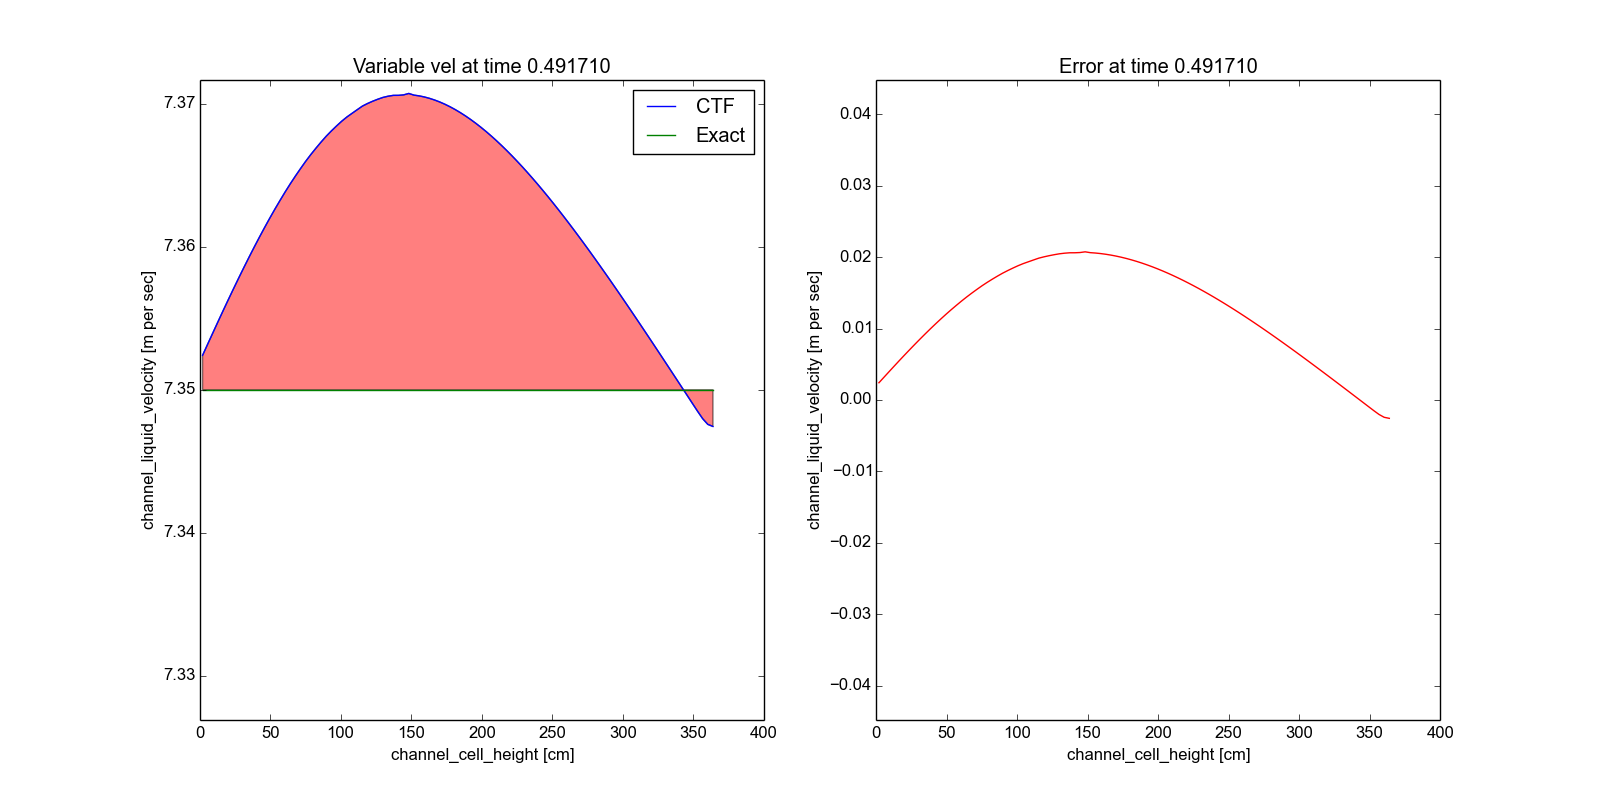 Variable vel at time 0.491710
CTF
Exact
7.37
7.36
7.35
7.34
7.33
channel_liquid_velocity [m per sec]
0 50 100 150 200 250 300 350 400
channel_cell_height [cm]
Error at time 0.491710
0.04
0.03
0.02
0.01
0.00
−0.01
−0.02
−0.03
−0.04
channel_liquid_velocity [m per sec]
0 50 100 150 200 250 300 350 400
channel_cell_height [cm]